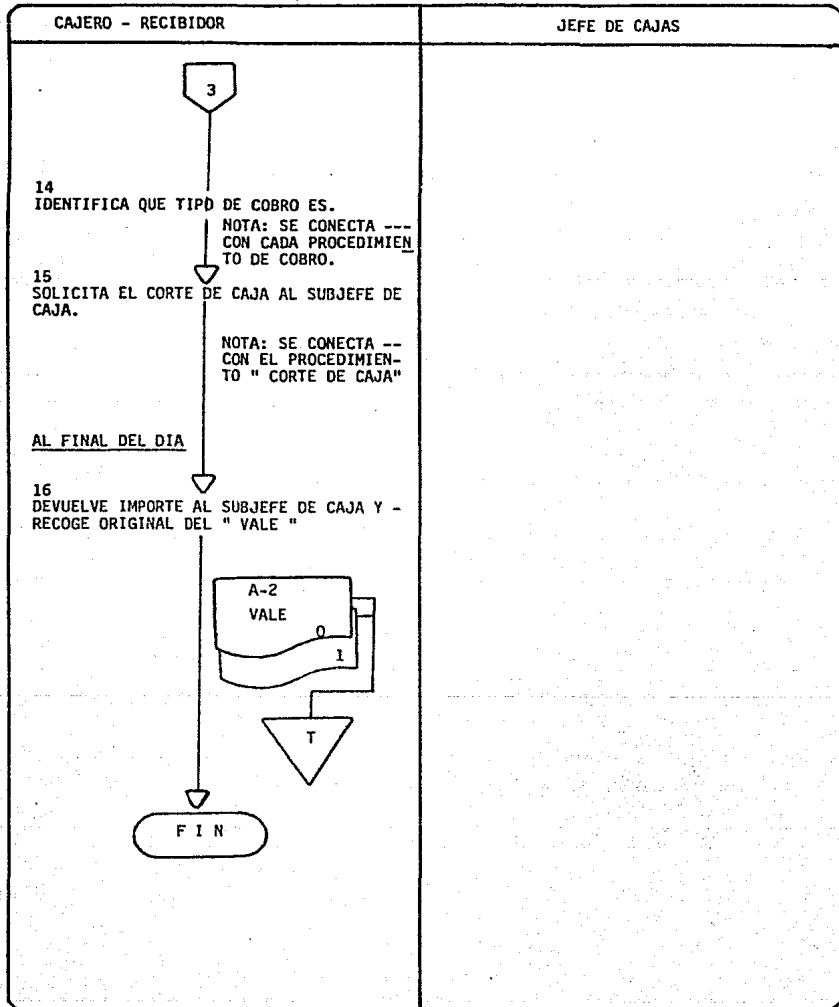 CAJERO - RECIBIDOR
JEFE DE CAJAS
3
14
IDENTIFICA QUE TIPO DE COBRO ES.
NOTA: SE CONECTA ---
CON CADA PROCEDIMIEN
TO DE COBRO.
15
SOLICITA EL CORTE DE CAJA AL SUBJEFE DE
CAJA.
NOTA: SE CONECTA --
CON EL PROCEDIMIEN-
TO " CORTE DE CAJA"
AL FINAL DEL DIA
16
DEVUELVE IMPORTE AL SUBJEFE DE CAJA Y -
RECOGE ORIGINAL DEL " VALE "
A-2
VALE
0
1
T
F I N